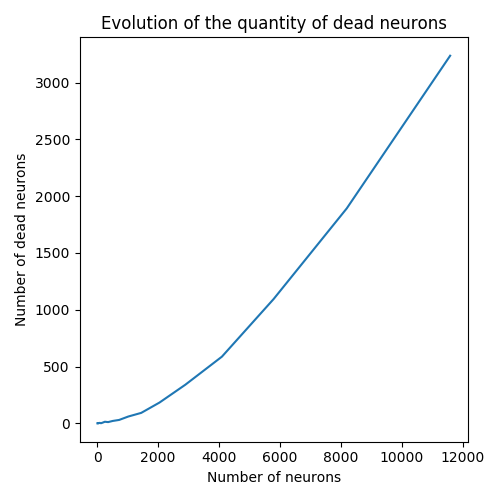 Evolution of the quantity of dead neurons
Number of dead neurons
3000
2500
2000
1500
1000
500
0
0 2000 4000 6000 8000 10000 12000
Number of neurons